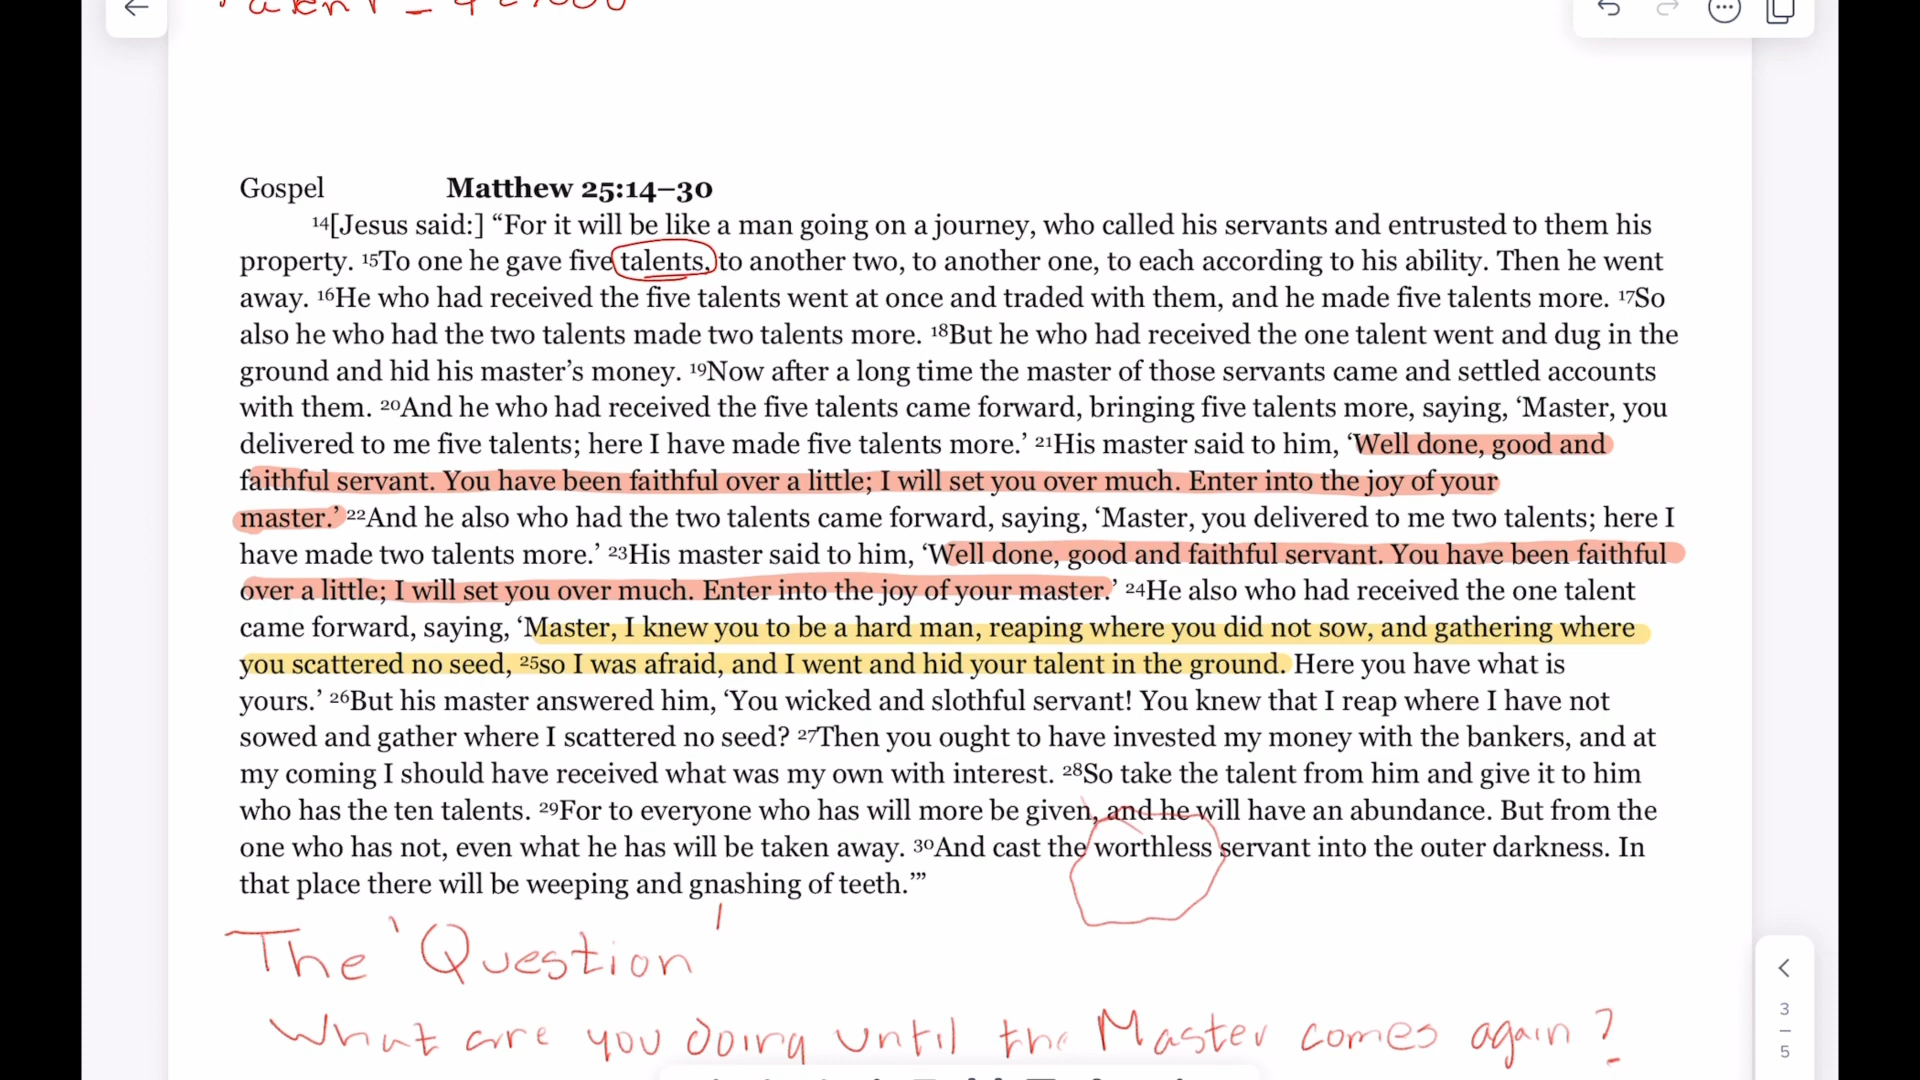 Gospel Matthew 25:14–30
14[Jesus said:] “For it will be like a man going on a journey, who called his servants and entrusted to them his
property. 15To one he gave five talents, to another two, to another one, to each according to his ability. Then he went
away. 16He who had received the five talents went at once and traded with them, and he made five talents more. 17So
also he who had the two talents made two talents more. 18But he who had received the one talent went and dug in the
ground and hid his master’s money. 19Now after a long time the master of those servants came and settled accounts
with them. 20And he who had received the five talents came forward, bringing five talents more, saying, ‘Master, you
delivered to me five talents; here I have made five talents more.’ 21His master said to him, ‘Well done, good and
faithful servant. You have been faithful over a little; I will set you over much. Enter into the joy of your
master.’ 22And he also who had the two talents came forward, saying, ‘Master, you delivered to me two talents; here I
have made two talents more.’ 23His master said to him, ‘Well done, good and faithful servant. You have been faithful
over a little; I will set you over much. Enter into the joy of your master.’ 24He also who had received the one talent
came forward, saying, ‘Master, I knew you to be a hard man, reaping where you did not sow, and gathering where
you scattered no seed, 25so I was afraid, and I went and hid your talent in the ground. Here you have what is
yours.’ 26But his master answered him, ‘You wicked and slothful servant! You knew that I reap where I have not
sowed and gather where I scattered no seed? 27Then you ought to have invested my money with the bankers, and at
my coming I should have received what was my own with interest. 28So take the talent from him and give it to him
who has the ten talents. 29For to everyone who has will more be given, and he will have an abundance. But from the
one who has not, even what he has will be taken away. 30And cast the worthless servant into the outer darkness. In
that place there will be weeping and gnashing of teeth.’”
The 'Question'
What are you doing until the Master comes again?
3
5